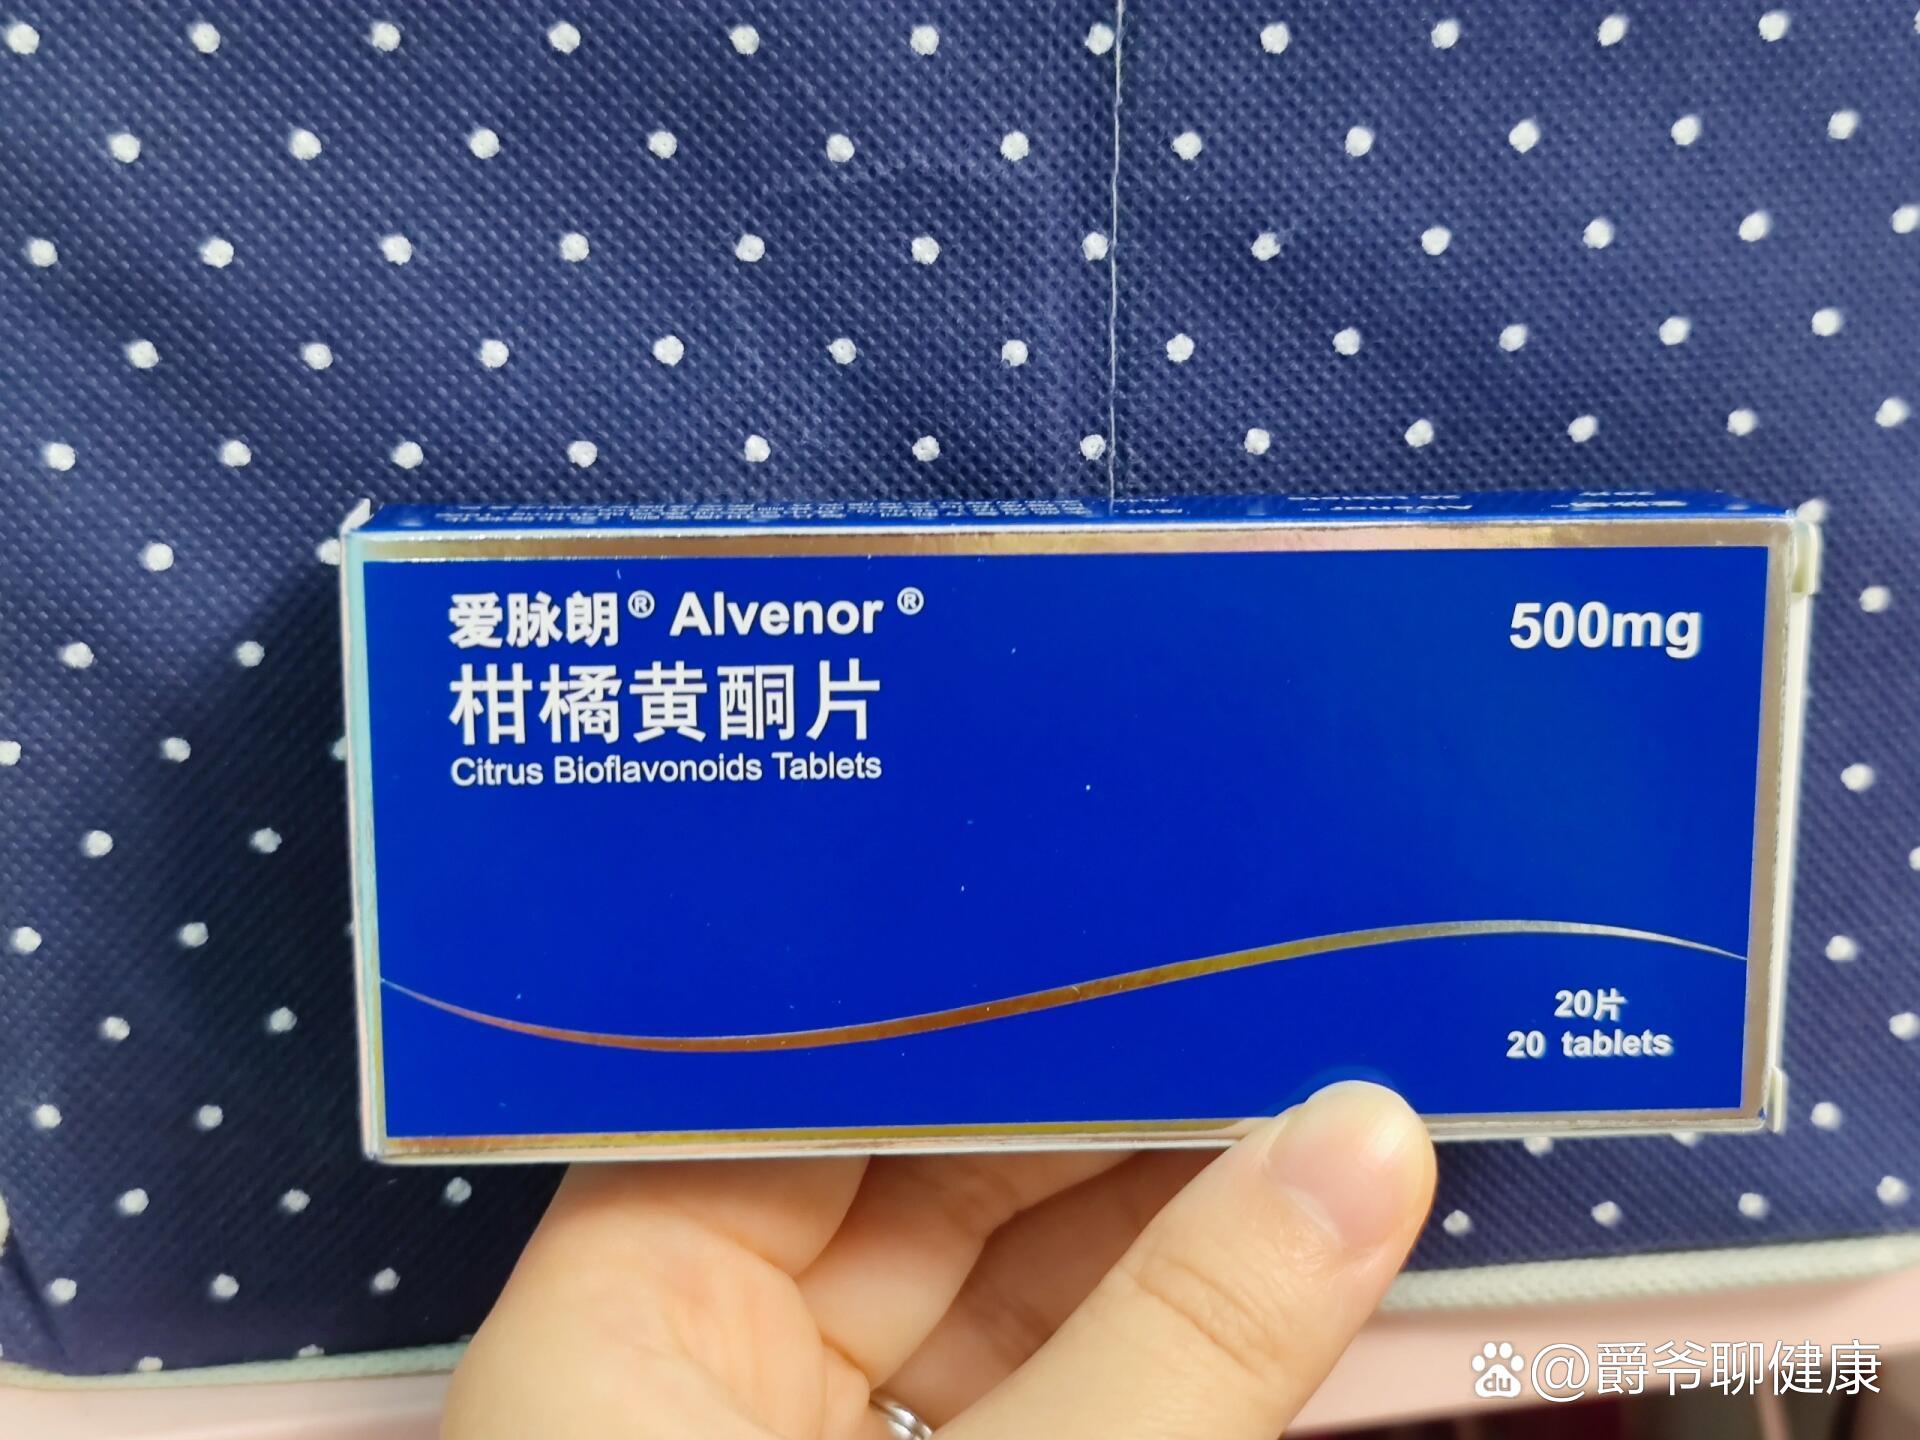 爱脉朗® Alvenor®
500mg
柑橘黄酮片
Citrus Bioflavonoids Tablets
20片
20 tablets
du @爵爷聊健康